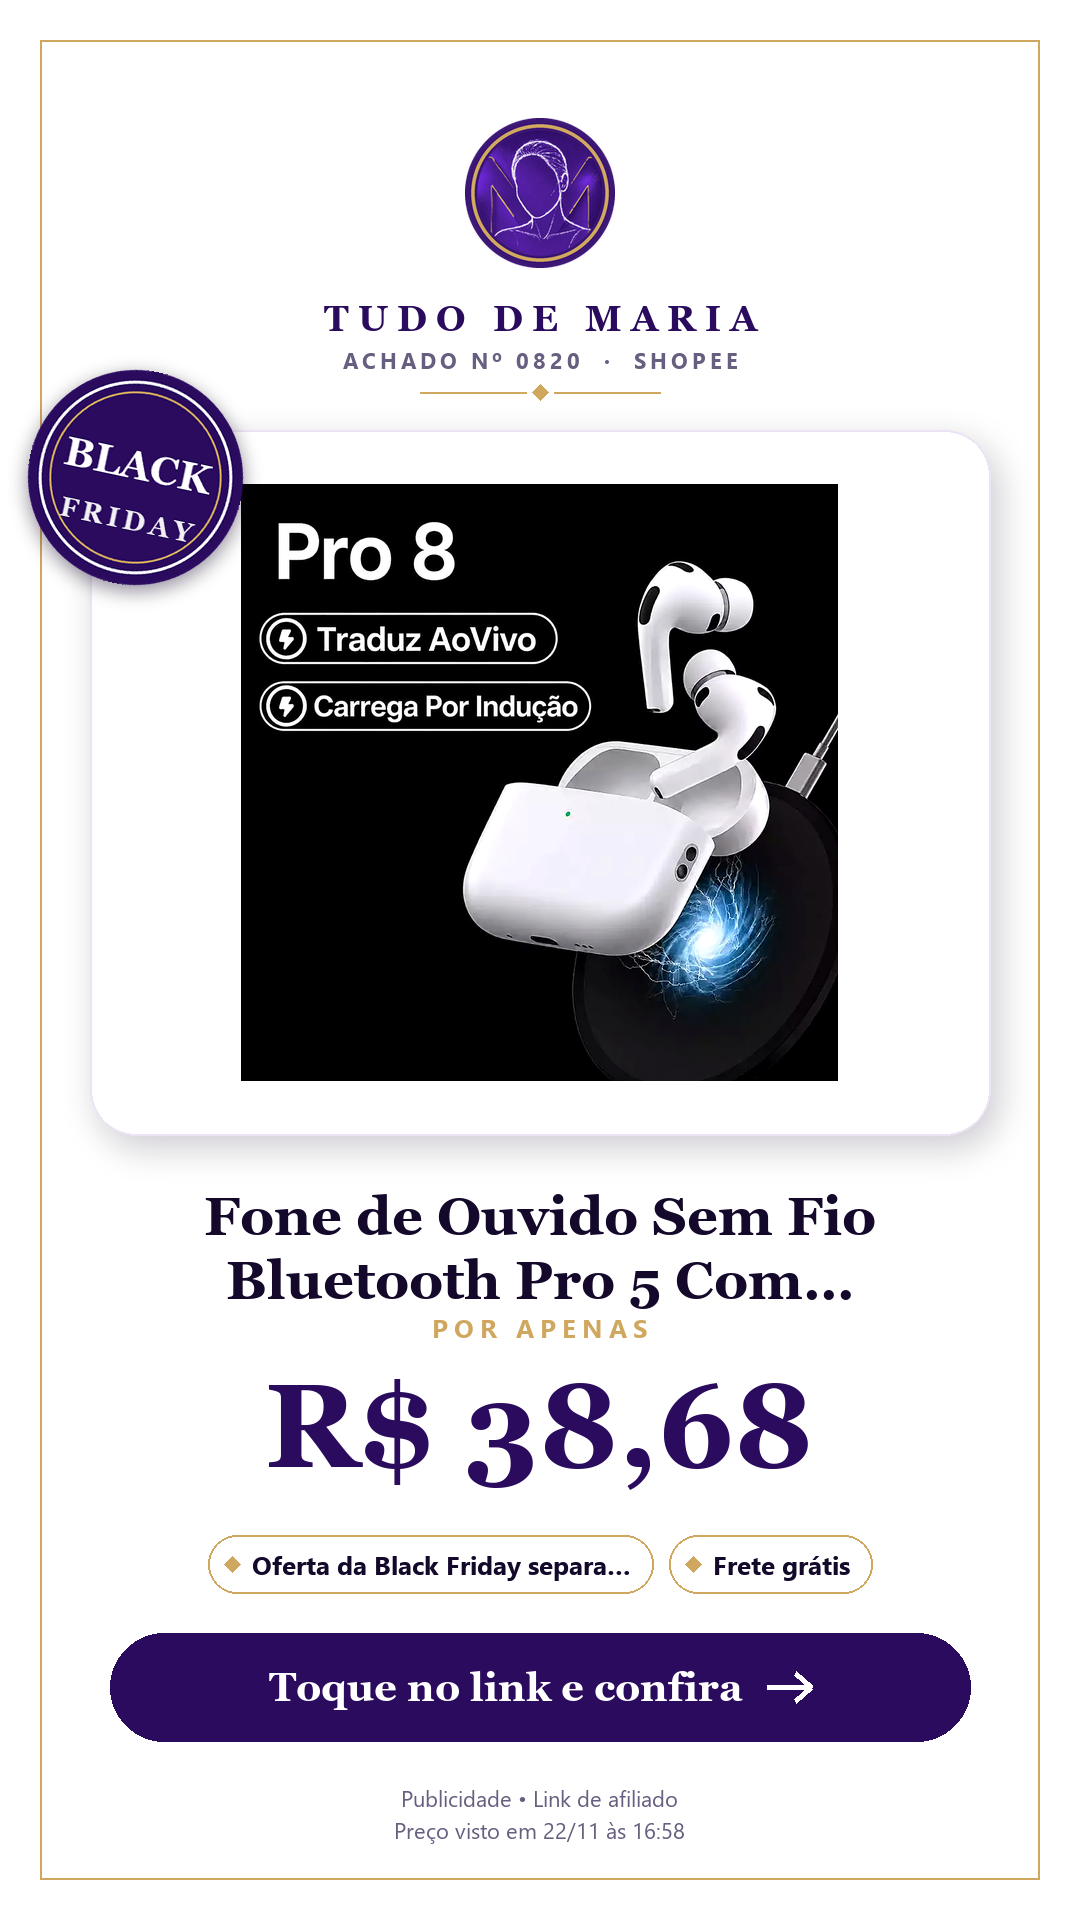 TUDO DE MARIA
ACHADO Nº 0820 · SHOPEE
BLACK
FRIDAY
Pro 8
Traduz AoVivo
Carrega Por Indução
Fone de Ouvido Sem Fio
Bluetooth Pro 5 Com...
POR APENAS
R$ 38,68
Oferta da Black Friday separa...
Frete grátis
Toque no link e confira →
Publicidade • Link de afiliado
Preço visto em 22/11 às 16:58